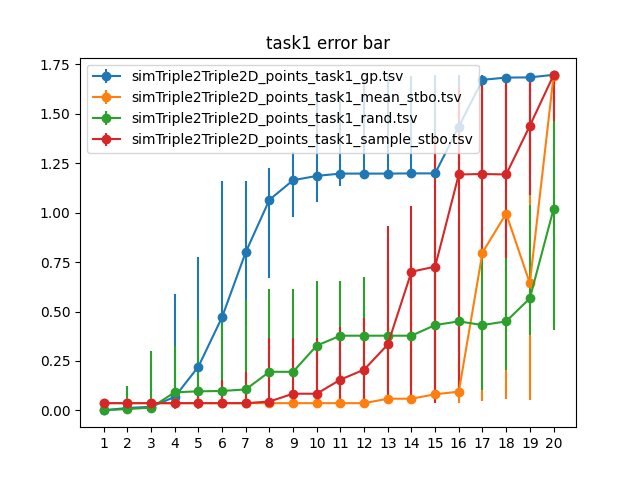 task1 error bar
simTriple2Triple2D_points_task1_gp.tsv
simTriple2Triple2D_points_task1_mean_stbo.tsv
simTriple2Triple2D_points_task1_rand.tsv
simTriple2Triple2D_points_task1_sample_stbo.tsv
1.75
1.50
1.25
1.00
0.75
0.50
0.25
0.00
1 2 3 4 5 6 7 8 9 10 11 12 13 14 15 16 17 18 19 20